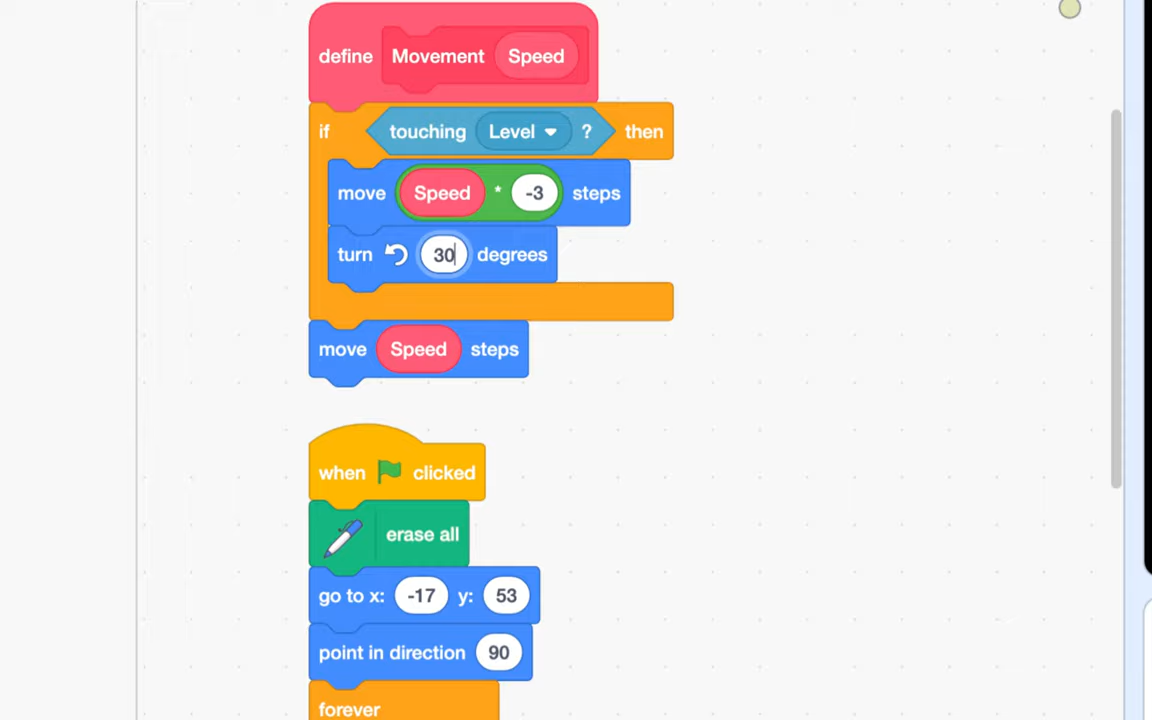 define Movement Speed
if touching Level ? then
move Speed * -3 steps
turn 30 degrees
move Speed steps
when clicked
erase all
go to x: -17 y: 53
point in direction 90
forever